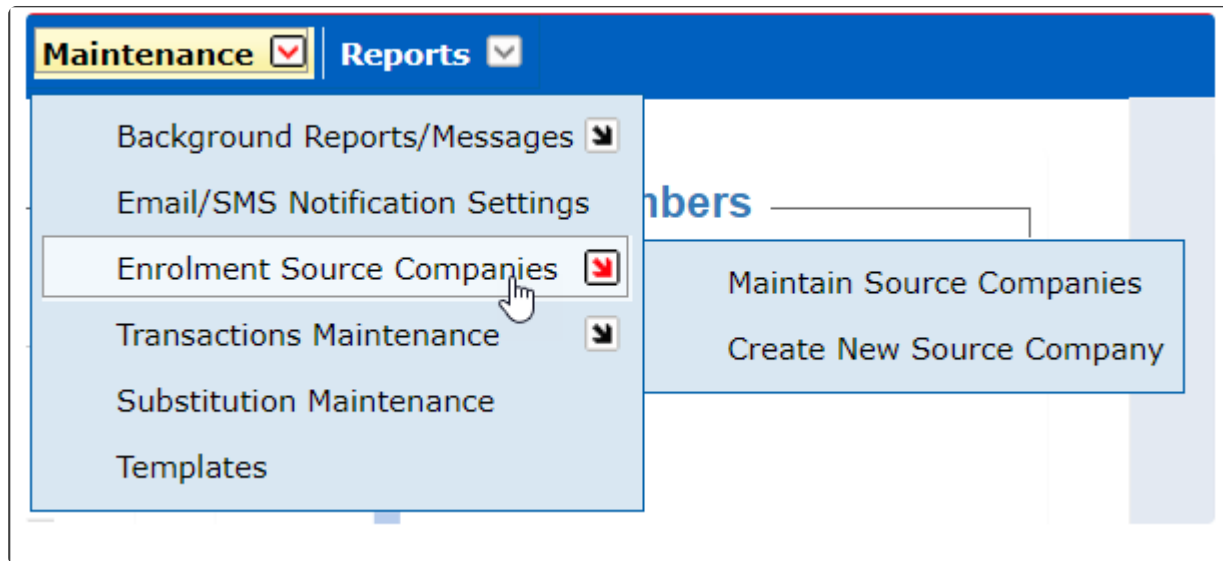 Maintenance Reports
Background Reports/Messages
Email/SMS Notification Settings
Enrolment Source Companies
Transactions Maintenance
Substitution Maintenance
Templates
Maintain Source Companies
Create New Source Company